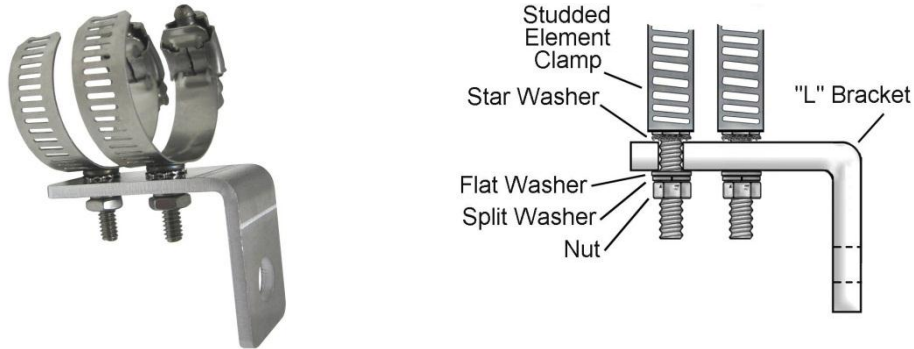 Studded
Element
Clamp
Star Washer
"L" Bracket
Flat Washer
Split Washer
Nut